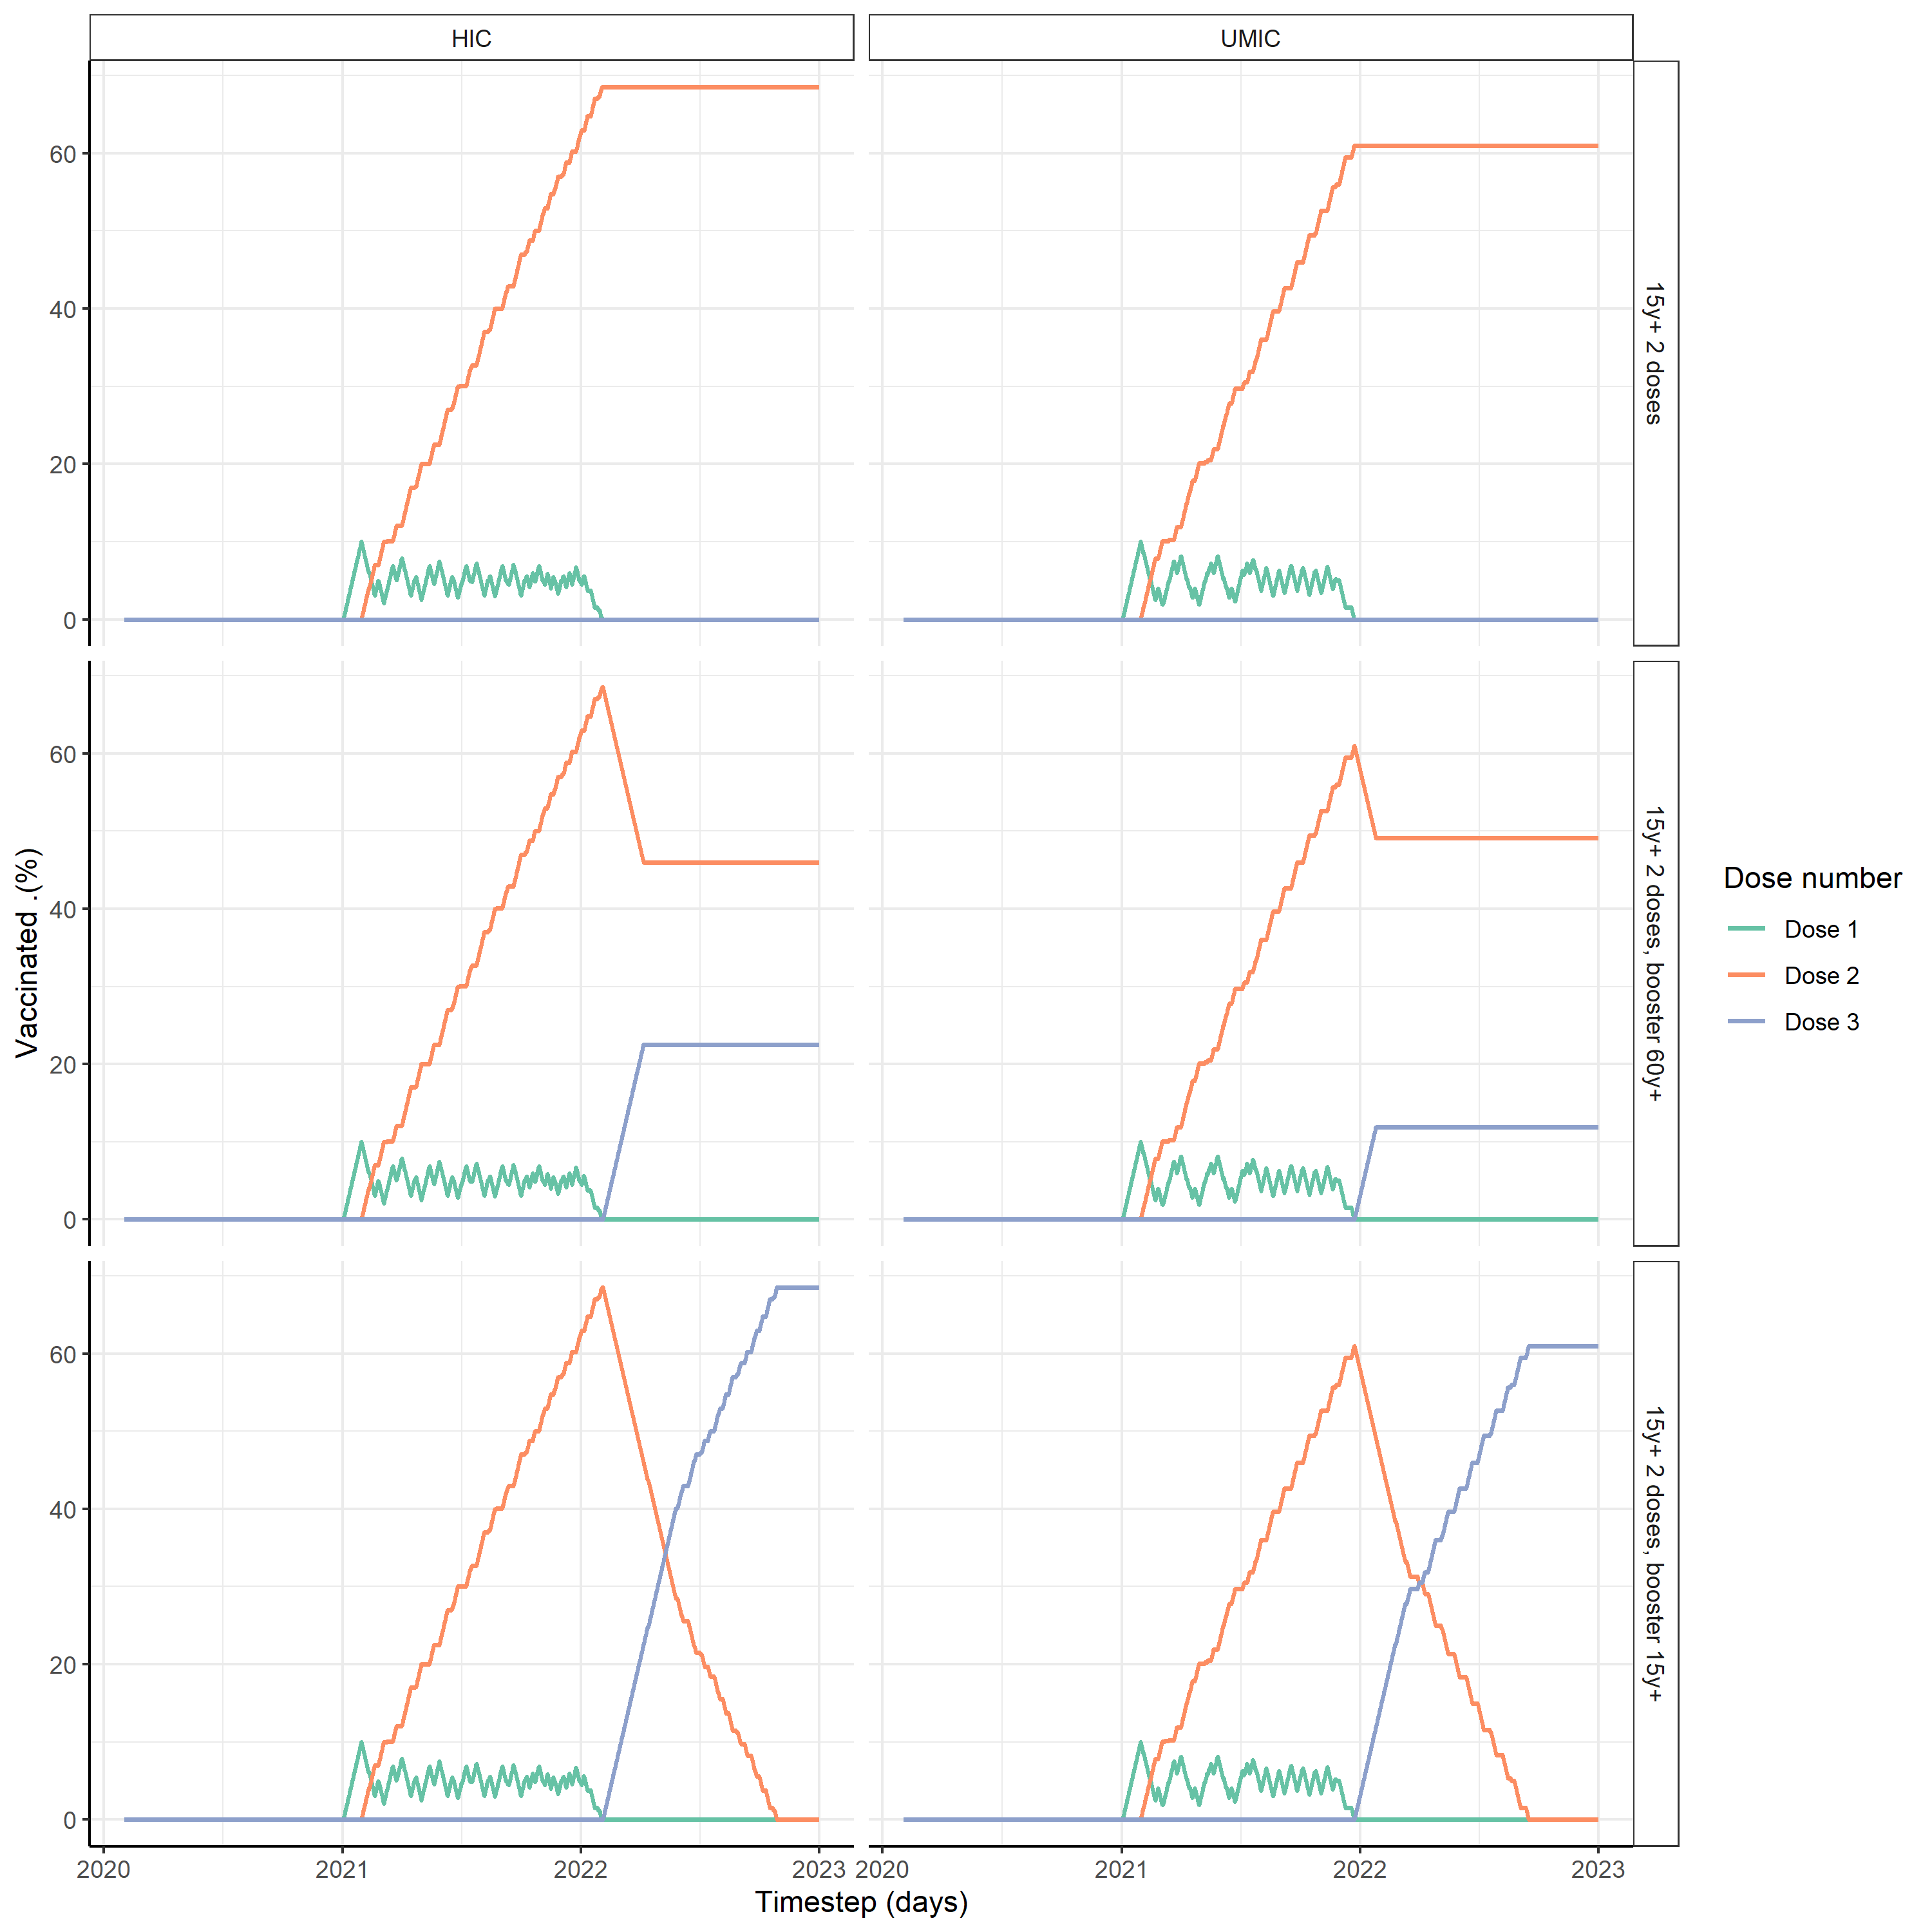 HIC
UMIC
60
40
20
0
15y+ 2 doses
60
40
20
0
15y+ 2 doses, booster 60y+
60
40
20
0
15y+ 2 doses, booster 15y+
2020
2021
2022
2023
2020
2021
2022
2023
Timestep (days)
Vaccinated .(%)
Dose number
Dose 1
Dose 2
Dose 3